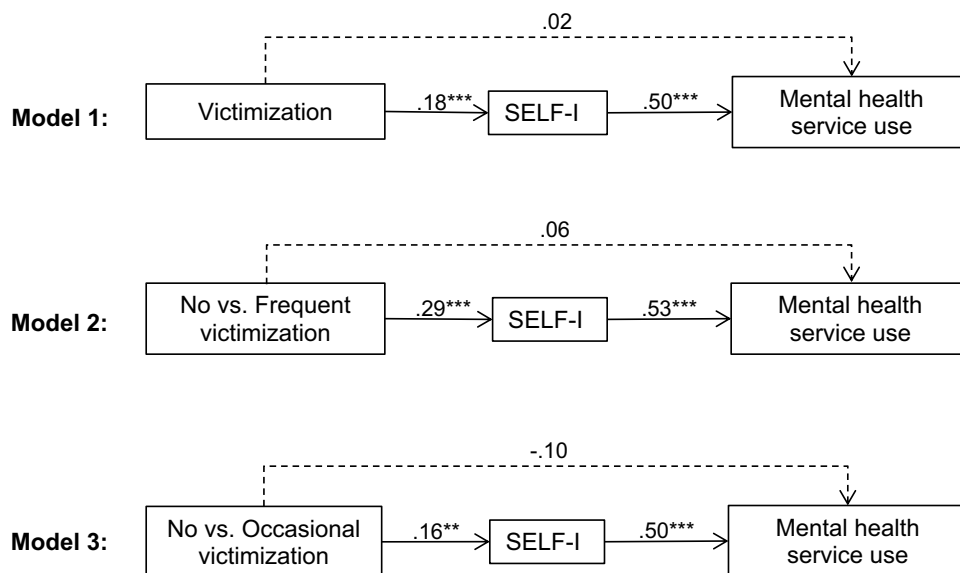 .02
Model 1:
Victimization
.18***
SELF-I
.50***
Mental health
service use
.06
Model 2:
No vs. Frequent
victimization
.29***
SELF-I
.53***
Mental health
service use
-.10
Model 3:
No vs. Occasional
victimization
.16**
SELF-I
.50***
Mental health
service use